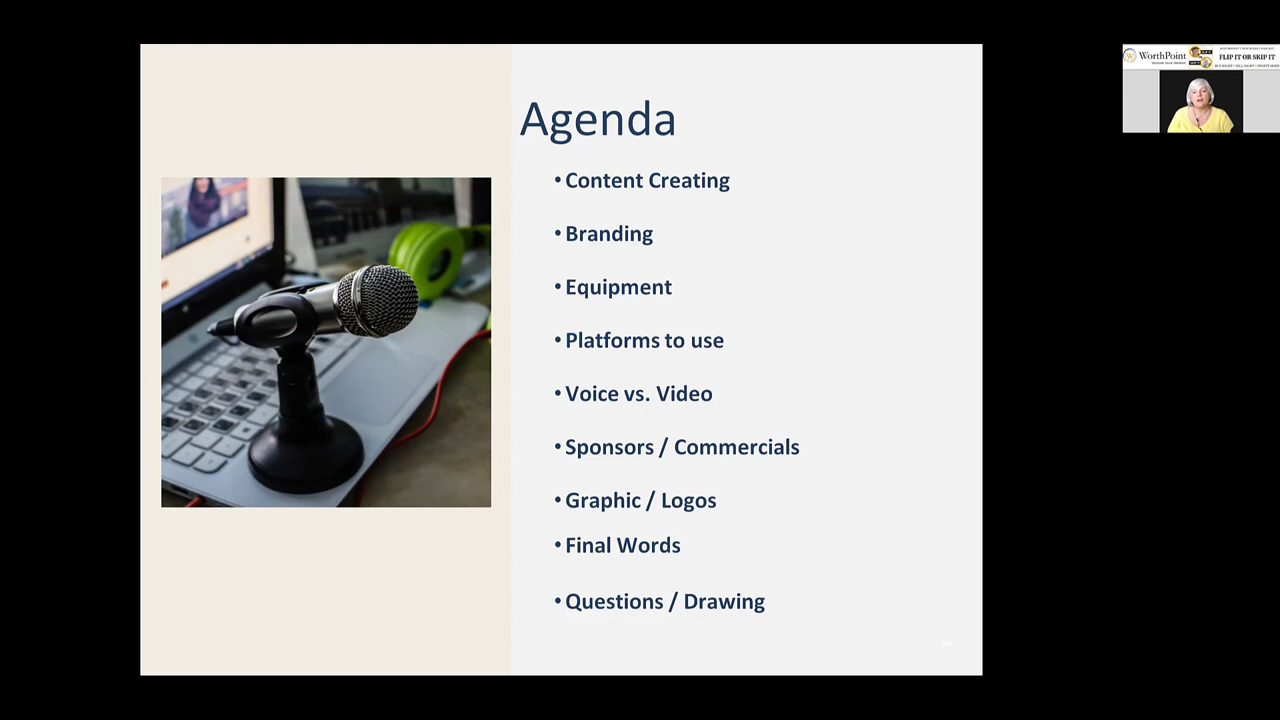 Agenda
• Content Creating
• Branding
• Equipment
• Platforms to use
• Voice vs. Video
• Sponsors / Commercials
• Graphic / Logos
• Final Words
• Questions / Drawing
WorthPoint
FLIP IT OR SKIP IT